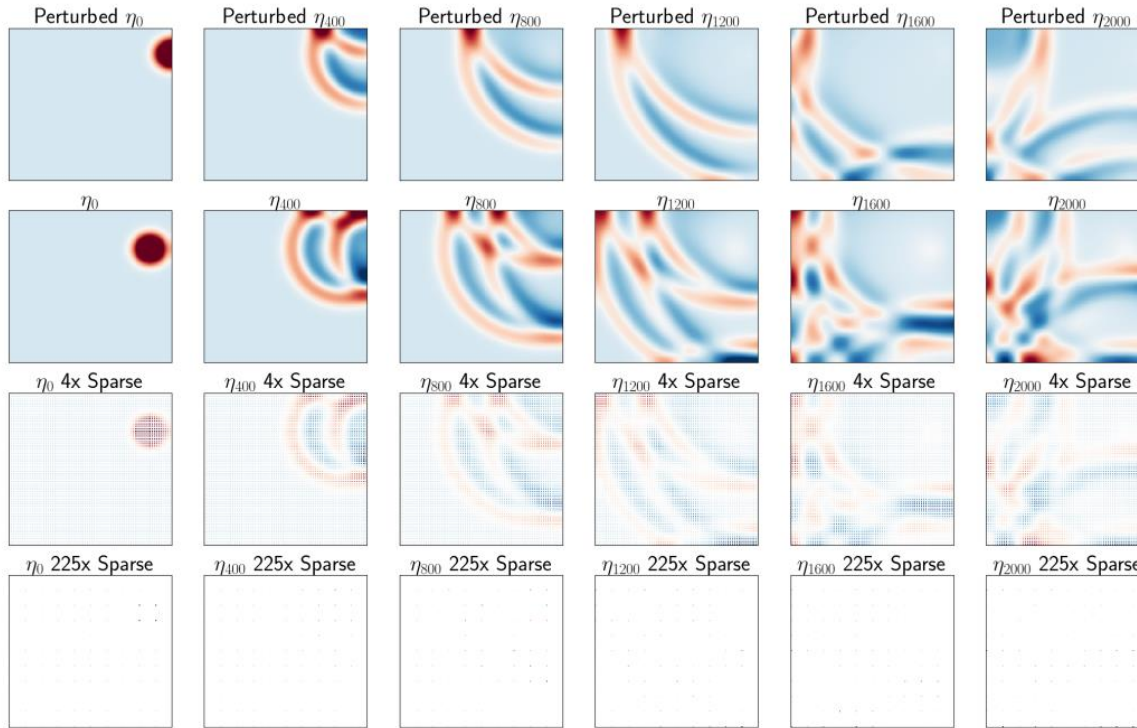 Perturbed η₀ Perturbed η₄₀₀ Perturbed η₈₀₀ Perturbed η₁₂₀₀ Perturbed η₁₆₀₀ Perturbed η₂₀₀₀
η₀ η₄₀₀ η₈₀₀ η₁₂₀₀ η₁₆₀₀ η₂₀₀₀
η₀ 4x Sparse η₄₀₀ 4x Sparse η₈₀₀ 4x Sparse η₁₂₀₀ 4x Sparse η₁₆₀₀ 4x Sparse η₂₀₀₀ 4x Sparse
η₀ 225x Sparse η₄₀₀ 225x Sparse η₈₀₀ 225x Sparse η₁₂₀₀ 225x Sparse η₁₆₀₀ 225x Sparse η₂₀₀₀ 225x Sparse